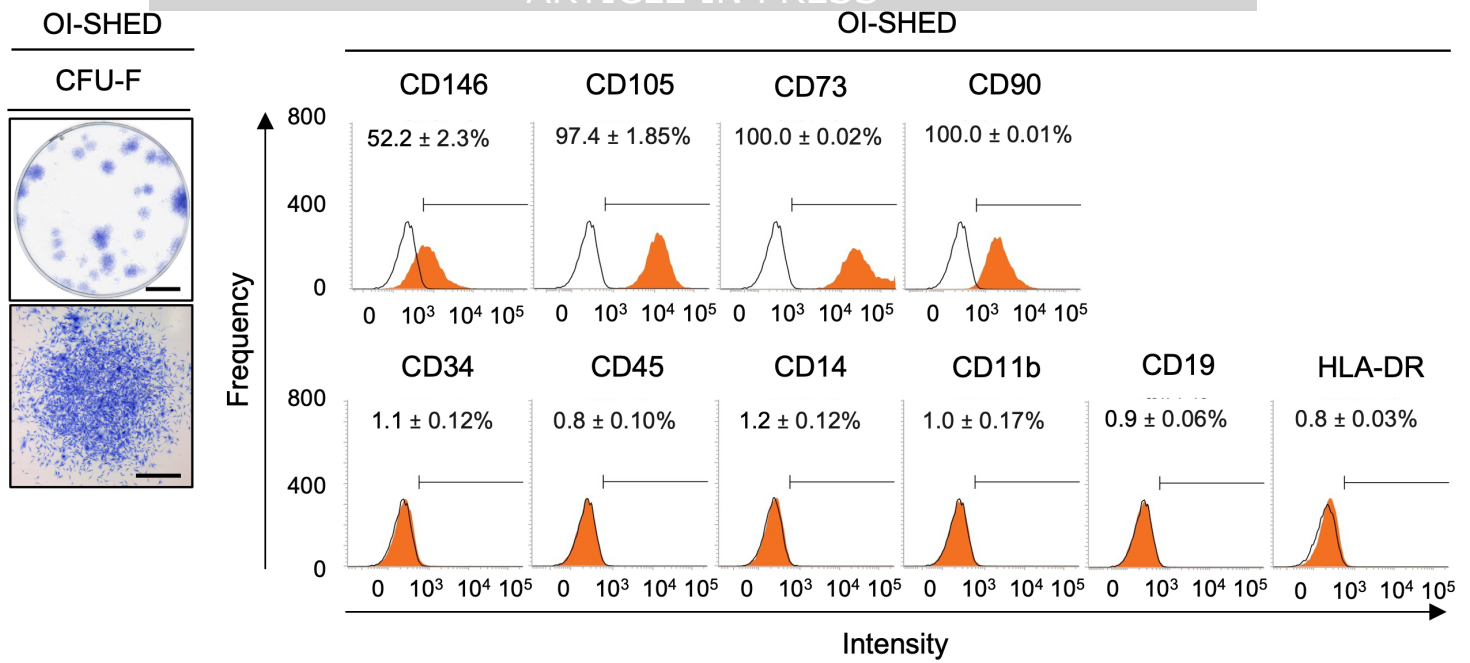 ARTICLE IN PRESS
OI-SHED
OI-SHED
CFU-F
CD146 CD105 CD73 CD90
800
52.2 ± 2.3% 97.4 ± 1.85% 100.0 ± 0.02% 100.0 ± 0.01%
400
0
0 10³ 10⁴ 10⁵ 0 10³ 10⁴ 10⁵ 0 10³ 10⁴ 10⁵ 0 10³ 10⁴ 10⁵
Frequency
CD34 CD45 CD14 CD11b CD19 HLA-DR
800
1.1 ± 0.12% 0.8 ± 0.10% 1.2 ± 0.12% 1.0 ± 0.17% 0.9 ± 0.06% 0.8 ± 0.03%
400
0
0 10³ 10⁴ 10⁵ 0 10³ 10⁴ 10⁵ 0 10³ 10⁴ 10⁵ 0 10³ 10⁴ 10⁵ 0 10³ 10⁴ 10⁵ 0 10³ 10⁴ 10⁵
Intensity